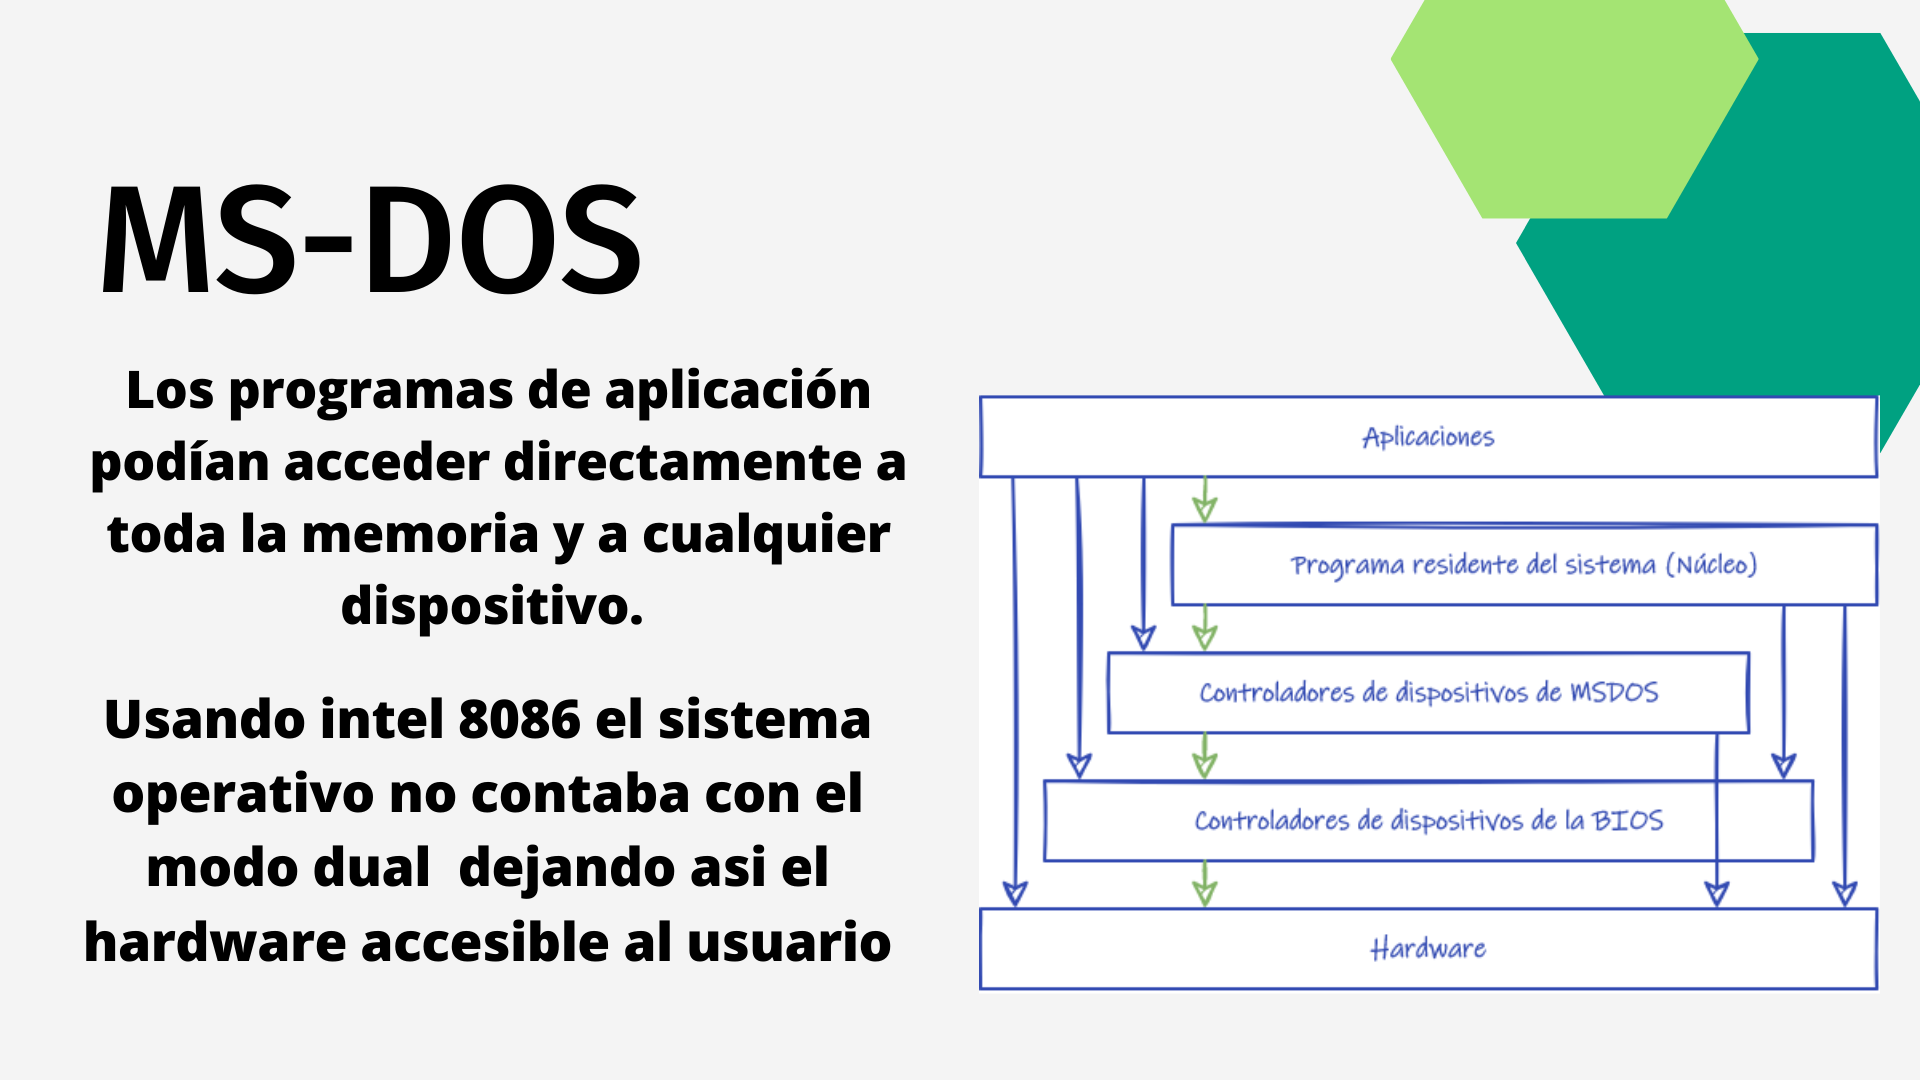 MS-DOS
Los programas de aplicación
podían acceder directamente a
toda la memoria y a cualquier
dispositivo.
Usando intel 8086 el sistema
operativo no contaba con el
modo dual  dejando asi el
hardware accesible al usuario
Aplicaciones
Programa residente del sistema (Núcleo)
Controladores de dispositivos de MSDOS
Controladores de dispositivos de la BIOS
Hardware